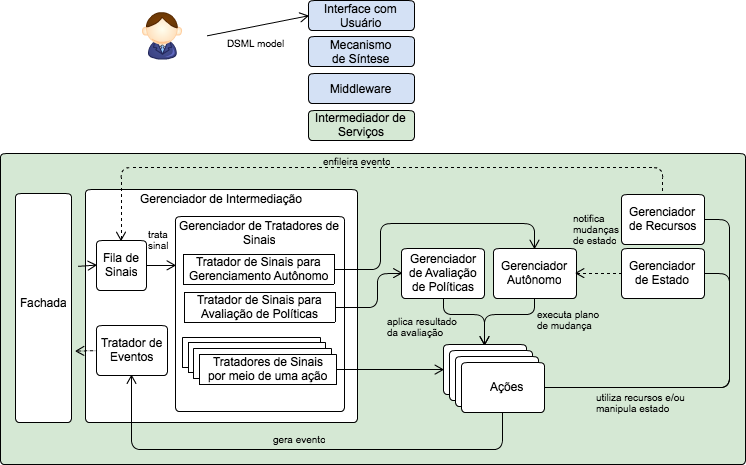 Interface com
Usuário
DSML model
Mecanismo
de Síntese
Middleware
Intermediador de
Serviços
enfileira evento
Gerenciador de Intermediação
Gerenciador de Tratadores de
Sinais
trata
sinal
Fila de
Sinais
Tratador de Sinais para
Gerenciamento Autônomo
Tratador de Sinais para
Avaliação de Políticas
Tratadores de Sinais
por meio de uma ação
Fachada
Tratador de
Eventos
Gerenciador
de Avaliação
de Políticas
Gerenciador
Autônomo
notifica
mudanças
de estado
Gerenciador
de Recursos
Gerenciador
de Estado
aplica resultado
da avaliação
executa plano
de mudança
Ações
utiliza recursos e/ou
manipula estado
gera evento